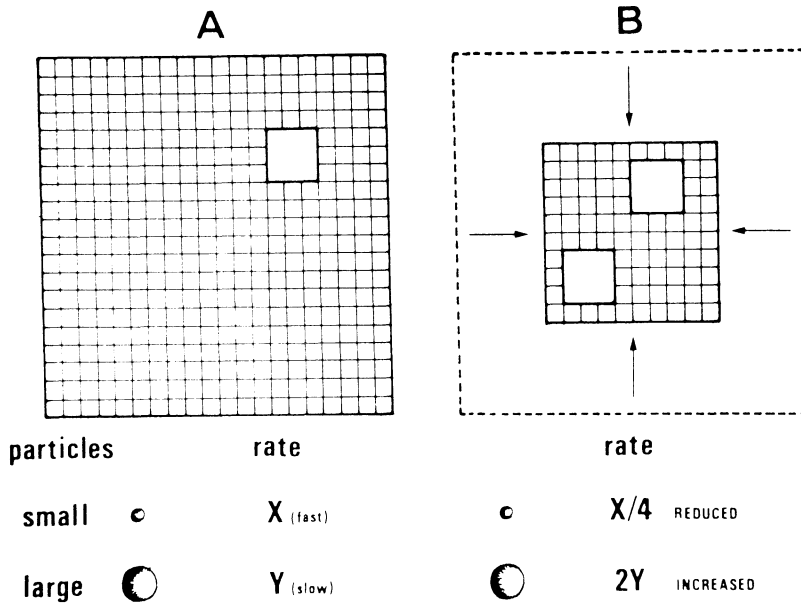 A B
particles rate rate
small X (fast) X/4 REDUCED
large Y (slow) 2Y INCREASED